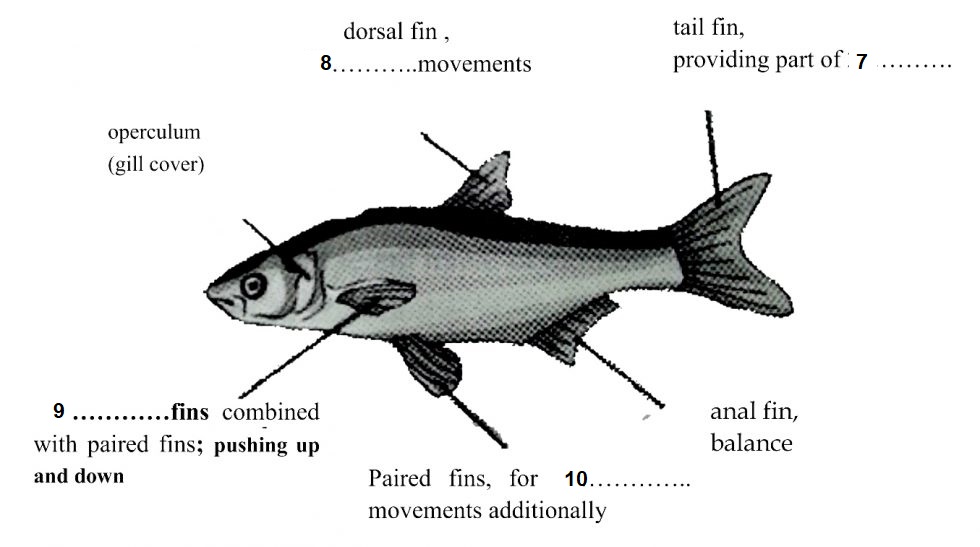 dorsal fin ,
8………..movements
tail fin,
providing part of : 7 ……….
operculum
(gill cover)
9 …………fins combined
with paired fins; pushing up
and down
Paired fins, for 10…………..
movements additionally
anal fin,
balance